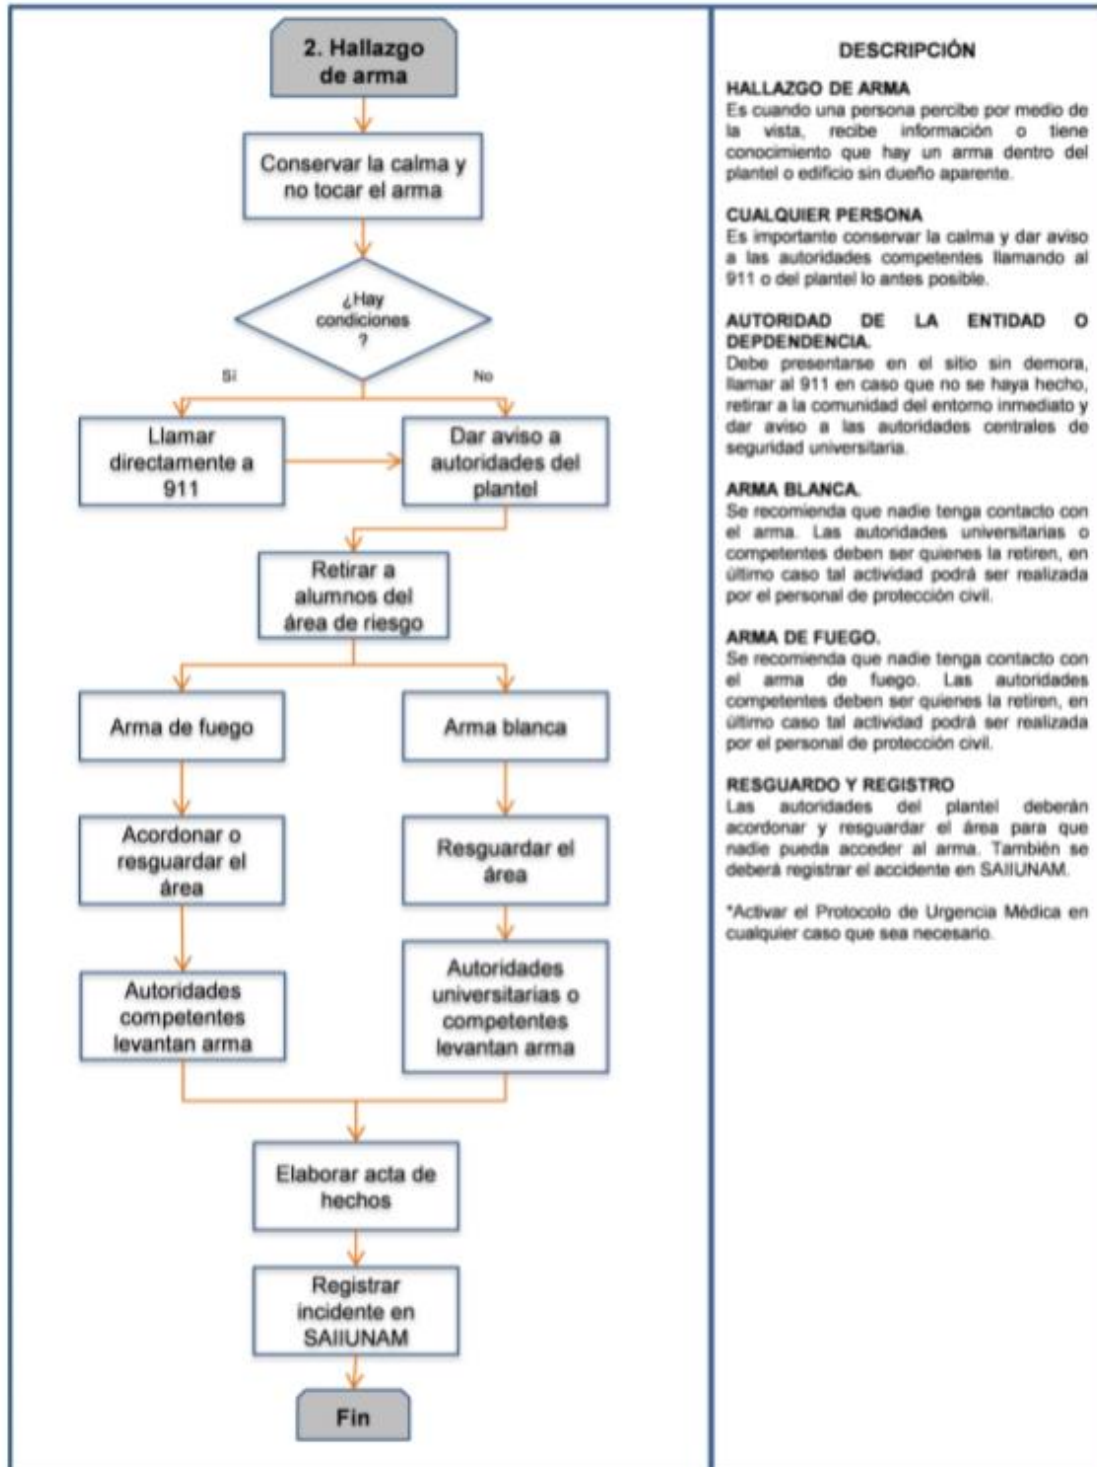 2. Hallazgo
de arma
Conservar la calma y
no tocar el arma
¿Hay
condiciones
?
Sí
No
Llamar
directamente a
911
Dar aviso a
autoridades del
plantel
Retirar a
alumnos del
área de riesgo
Arma de fuego
Arma blanca
Acordonar o
resguardar el
área
Resguardar el
área
Autoridades
competentes
levantan arma
Autoridades
universitarias o
competentes
levantan arma
Elaborar acta de
hechos
Registrar
incidente en
SAIIUNAM
Fin
DESCRIPCIÓN
HALLAZGO DE ARMA
Es cuando una persona percibe por medio de
la vista, recibe información o tiene
conocimiento que hay un arma dentro del
plantel o edificio sin dueño aparente.
CUALQUIER PERSONA
Es importante conservar la calma y dar aviso
a las autoridades competentes llamando al
911 o del plantel lo antes posible.
AUTORIDAD DE LA ENTIDAD O
DEPDENDENCIA.
Debe presentarse en el sitio sin demora,
llamar al 911 en caso que no se haya hecho,
retirar a la comunidad del entorno inmediato y
dar aviso a las autoridades centrales de
seguridad universitaria.
ARMA BLANCA.
Se recomienda que nadie tenga contacto con
el arma. Las autoridades universitarias o
competentes deben ser quienes la retiren, en
último caso tal actividad podrá ser realizada
por el personal de protección civil.
ARMA DE FUEGO.
Se recomienda que nadie tenga contacto con
el arma de fuego. Las autoridades
competentes deben ser quienes la retiren, en
último caso tal actividad podrá ser realizada
por el personal de protección civil.
RESGUARDO Y REGISTRO
Las autoridades del plantel deberán
acordonar y resguardar el área para que
nadie pueda acceder al arma. También se
deberá registrar el accidente en SAIIUNAM.
*Activar el Protocolo de Urgencia Médica en
cualquier caso que sea necesario.